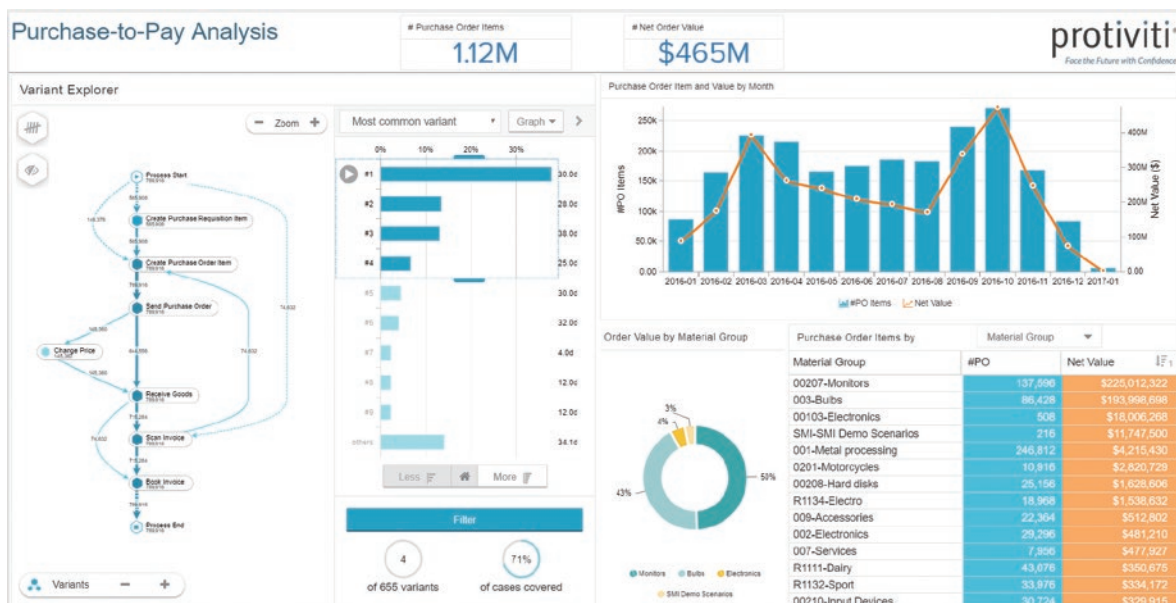 Purchase-to-Pay Analysis
# Purchase Order Items
1.12M
# Net Order Value
$465M
protiviti
Face the Future with Confidence
Variant Explorer
Zoom
Process Start
Create Purchase Requisition Item
Create Purchase Order Item
Send Purchase Order
Charge Price
Receive Goods
Scan Invoice
Book Invoice
Process End
Variants
Most common variant
Graph
0% 10% 20% 30%
#1 30.0d
#2 28.0d
#3 38.0d
#4 25.0d
#5 30.0d
32.0d
#7 4.0d
12.0d
12.0d
others 34.1d
Less
More
Filter
4
of 655 variants
71%
of cases covered
Purchase Order Item and Value by Month
#PO Items
250k
200k
150k
100k
50.0k
0.00
400M
300M
200M
100M
0.00
Net Value ($)
2016-01 2016-02 2016-03 2016-04 2016-05 2016-06 2016-07 2016-08 2016-09 2016-10 2016-11 2016-12 2017-01
#PO Items Net Value
Order Value by Material Group
3%
4%
43%
50%
Monitors Bulbs Electronics
SMI Demo Scenarios
Purchase Order Items by Material Group
Material Group #PO Net Value
00207-Monitors 137,596 $225,012,322
003-Bulbs 86,428 $193,998,698
00103-Electronics 508 $18,006,268
SMI-SMI Demo Scenarios 216 $11,747,500
001-Metal processing 246,812 $4,215,430
0201-Motorcycles 10,916 $2,820,729
00208-Hard disks 25,156 $1,628,606
R1134-Electro 18,968 $1,538,632
009-Accessories 22,364 $512,802
002-Electronics 29,296 $481,210
007-Services 7,956 $477,927
R1111-Dairy 43,076 $350,675
R1132-Sport 33,976 $334,172
00210-Input Devices 30,724 $329,915